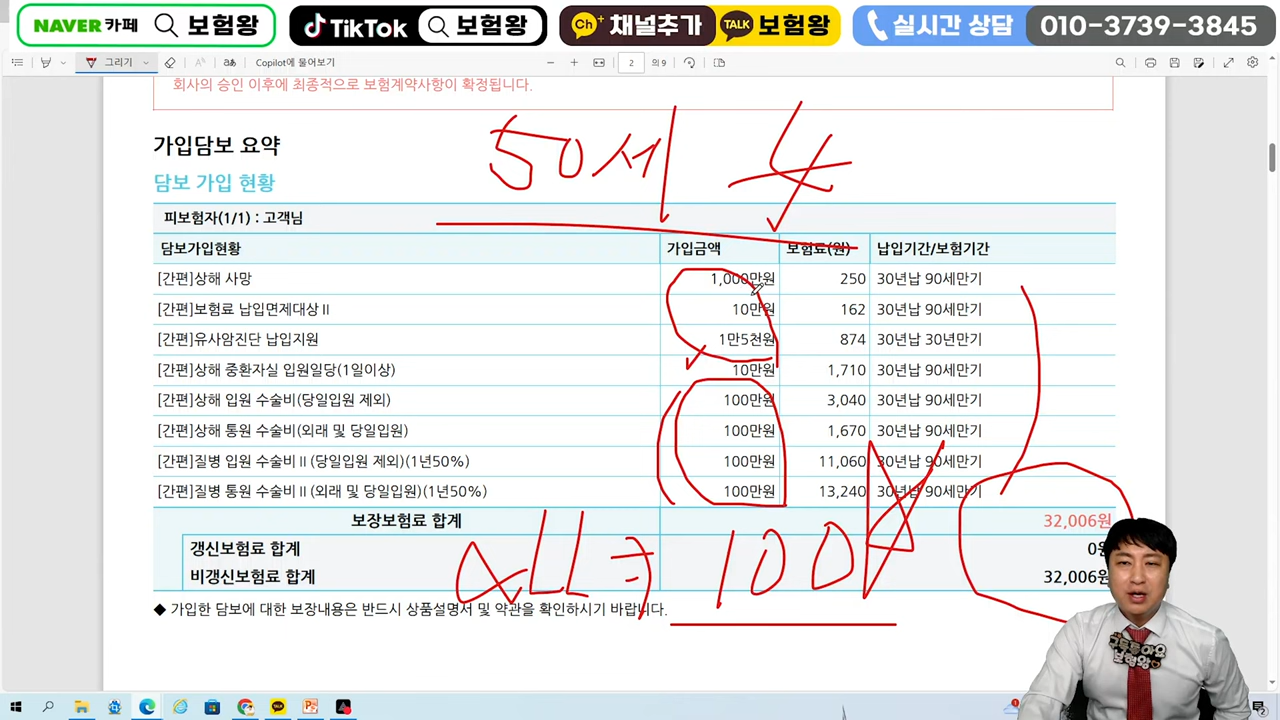 NAVER 카페 보험왕 TikTok 보험왕 Ch+ 채널추가 TALK 보험왕 실시간 상담 010-3739-3845
그리기 가あ Copilot에 물어보기 2 의 9
회사의 승인 이후에 최종적으로 보험계약사항이 확정됩니다.
50세 女
가입담보 요약
담보 가입 현황
피보험자(1/1) : 고객님
담보가입현황 가입금액 보험료(원) 납입기간/보험기간
[간편]상해 사망 1,000만원 250 30년납 90세만기
[간편]보험료 납입면제대상Ⅱ 10만원 162 30년납 90세만기
[간편]유사암진단 납입지원 1만5천원 874 30년납 30년만기
[간편]상해 중환자실 입원일당(1일이상) 10만원 1,710 30년납 90세만기
[간편]상해 입원 수술비(당일입원 제외) 100만원 3,040 30년납 90세만기
[간편]상해 통원 수술비(외래 및 당일입원) 100만원 1,670 30년납 90세만기
[간편]질병 입원 수술비Ⅱ(당일입원 제외)(1년50%) 100만원 11,060 30년납 90세만기
[간편]질병 통원 수술비Ⅱ(외래 및 당일입원)(1년50%) 100만원 13,240 30년납 90세만기
보장보험료 합계 32,006원
갱신보험료 합계 0원
비갱신보험료 합계 32,006원
all ⇒ 100
◆ 가입한 담보에 대한 보장내용은 반드시 상품설명서 및 약관을 확인하시기 바랍니다.
구독좋아요
보험왕